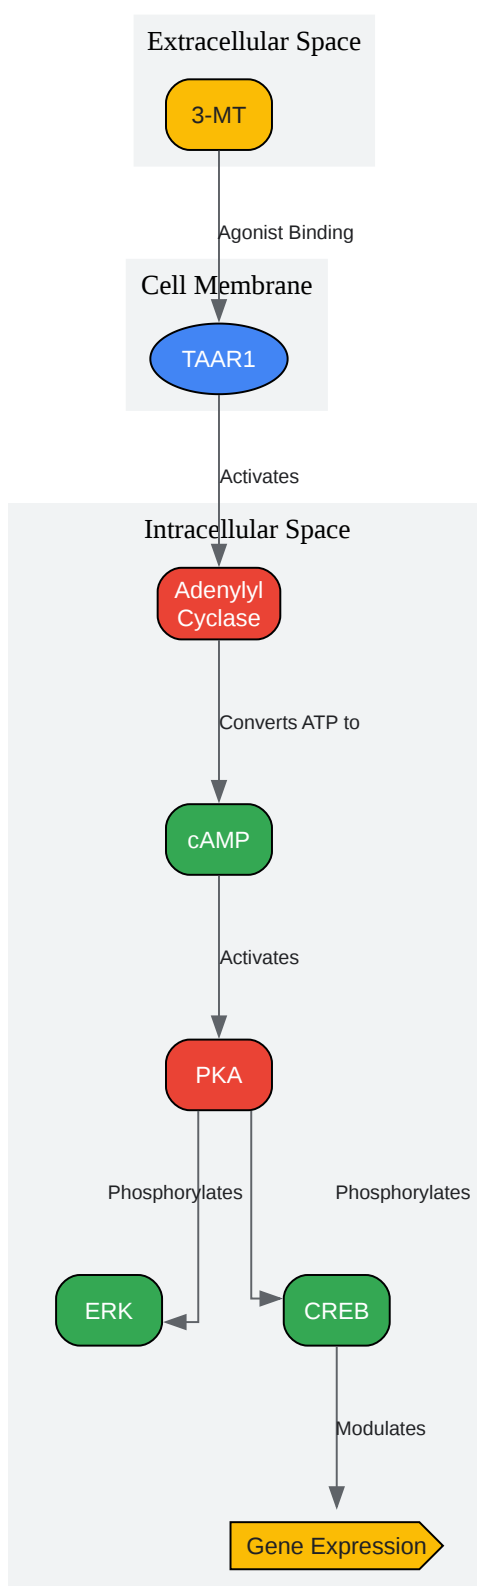 Extracellular Space
3-MT
Agonist Binding
Cell Membrane
TAAR1
Activates
Intracellular Space
Adenylyl
Cyclase
Converts ATP to
cAMP
Activates
PKA
Phosphorylates
Phosphorylates
ERK
CREB
Modulates
Gene Expression